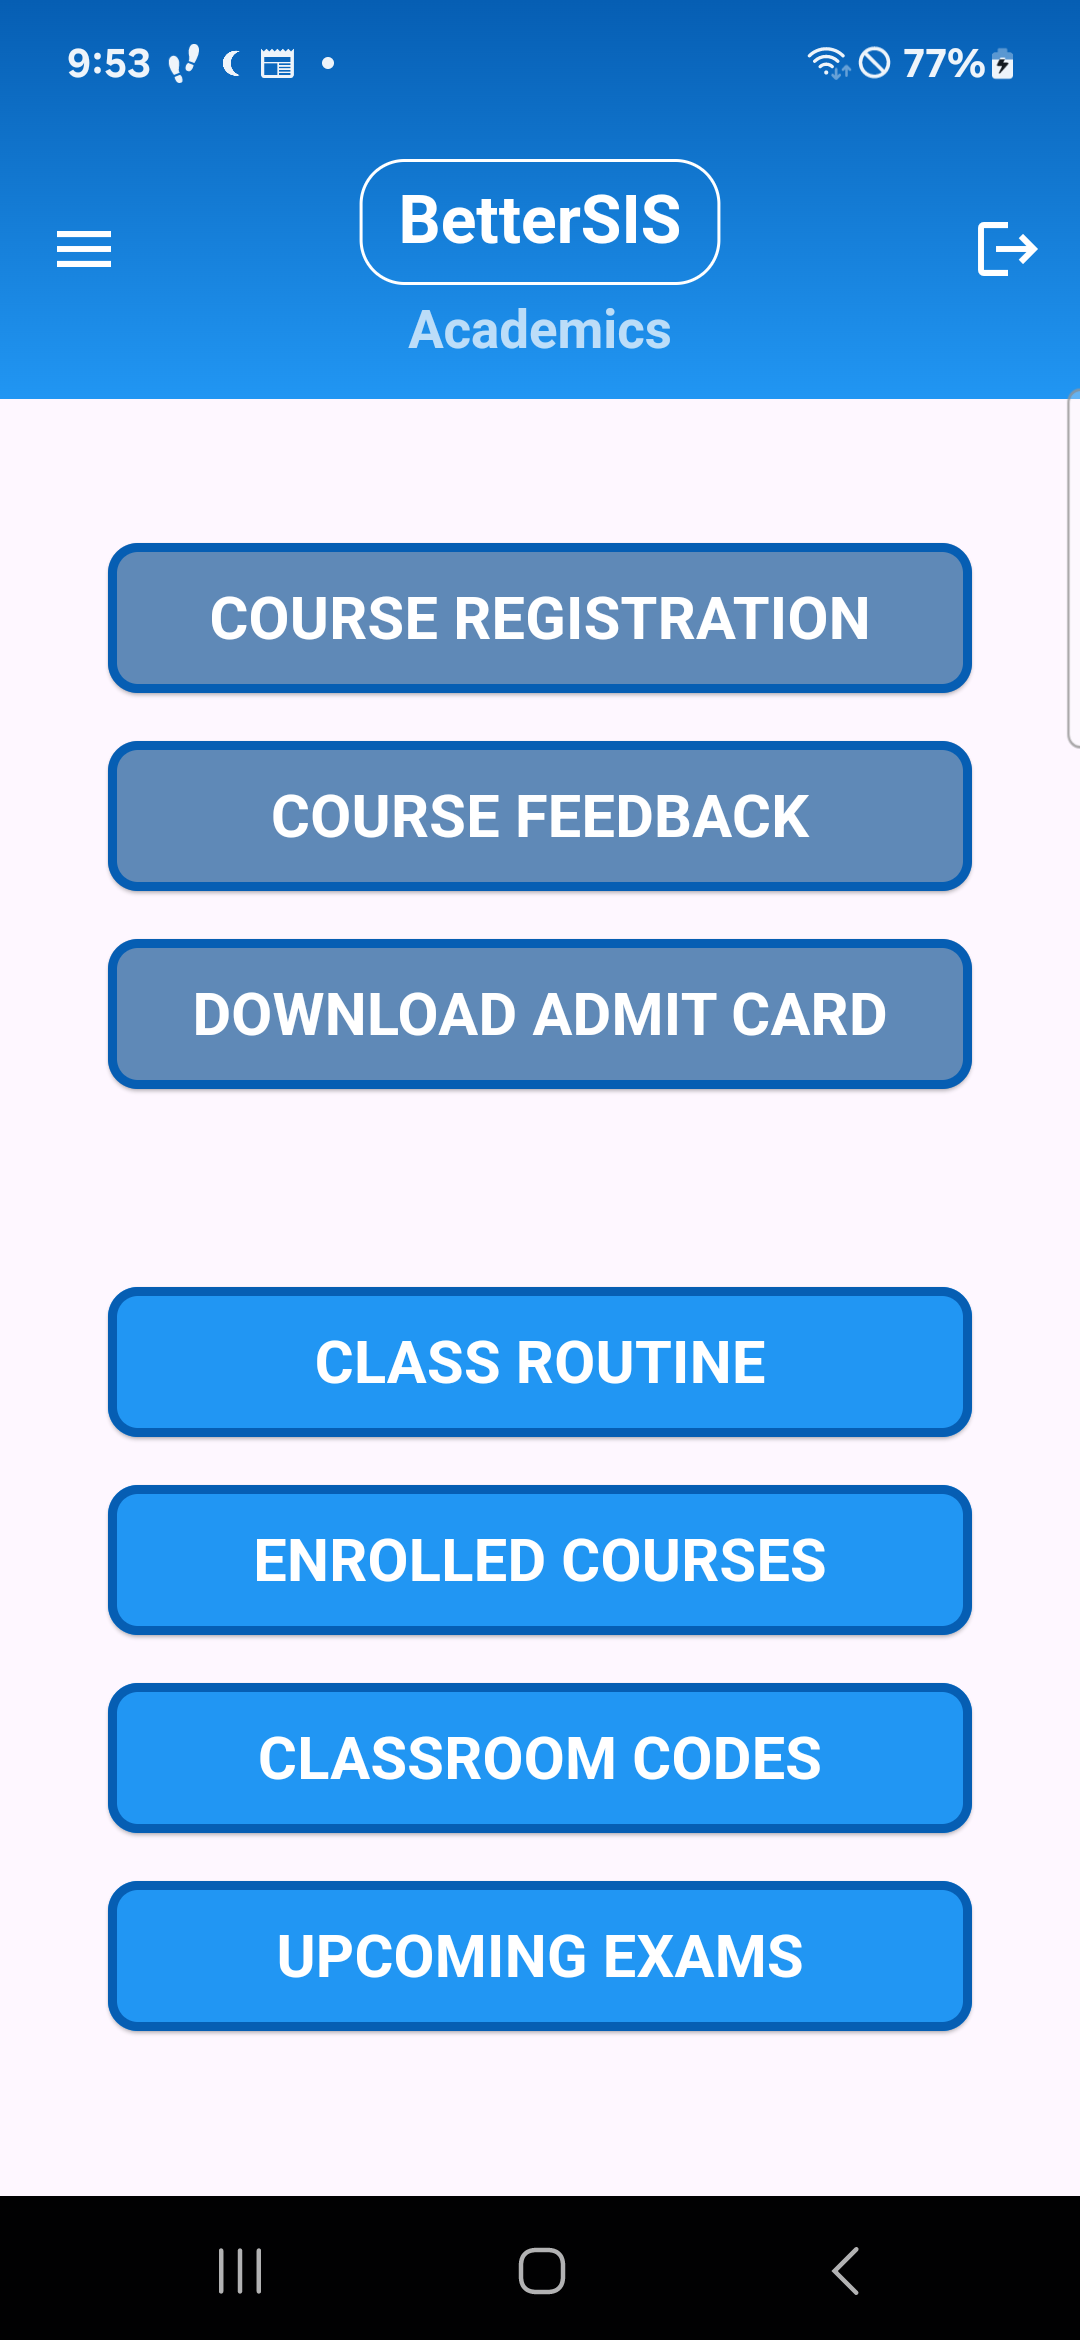 9:53
77%
BetterSIS
Academics
COURSE REGISTRATION
COURSE FEEDBACK
DOWNLOAD ADMIT CARD
CLASS ROUTINE
ENROLLED COURSES
CLASSROOM CODES
UPCOMING EXAMS